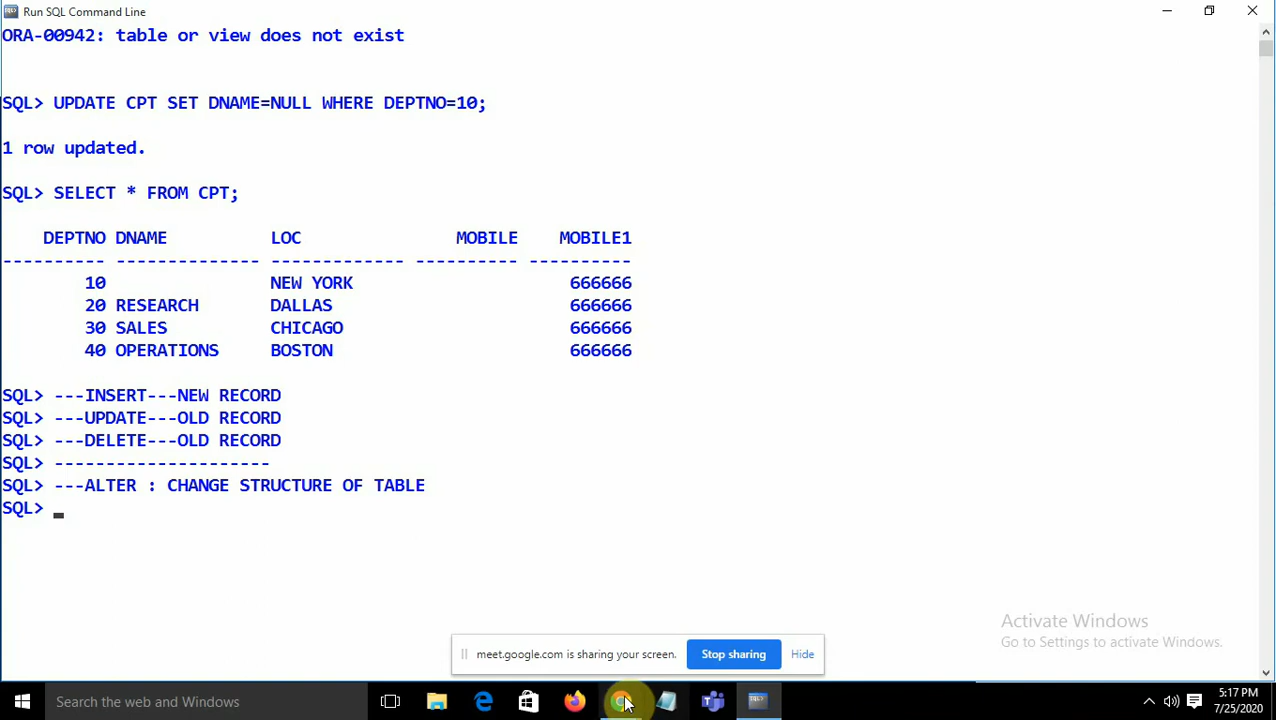 Run SQL Command Line
ORA-00942: table or view does not exist
SQL> UPDATE CPT SET DNAME=NULL WHERE DEPTNO=10;
1 row updated.
SQL> SELECT * FROM CPT;
DEPTNO DNAME LOC MOBILE MOBILE1
---------- -------------- ------------- ---------- ----------
10 NEW YORK 666666
20 RESEARCH DALLAS 666666
30 SALES CHICAGO 666666
40 OPERATIONS BOSTON 666666
SQL> ---INSERT---NEW RECORD
SQL> ---UPDATE---OLD RECORD
SQL> ---DELETE---OLD RECORD
SQL> ---------------------
SQL> ---ALTER : CHANGE STRUCTURE OF TABLE
SQL>
Activate Windows
Go to Settings to activate Windows.
meet.google.com is sharing your screen. Stop sharing Hide
Search the web and Windows
5:17 PM
7/25/2020